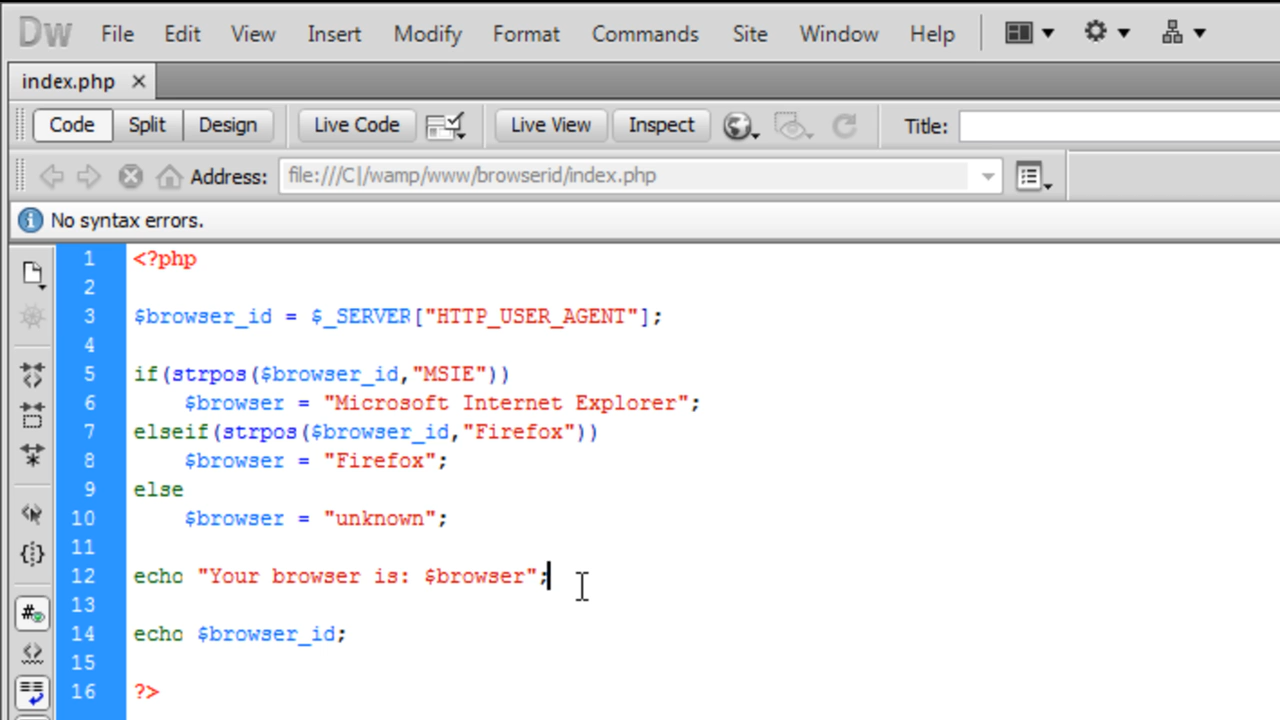 Dw File Edit View Insert Modify Format Commands Site Window Help
index.php
Code Split Design Live Code Live View Inspect Title:
Address: file:///C|/wamp/www/browserid/index.php
No syntax errors.
1 <?php
2
3 $browser_id = $_SERVER["HTTP_USER_AGENT"];
4
5 if(strpos($browser_id,"MSIE"))
6 $browser = "Microsoft Internet Explorer";
7 elseif(strpos($browser_id,"Firefox"))
8 $browser = "Firefox";
9 else
10 $browser = "unknown";
11
12 echo "Your browser is: $browser";
13
14 echo $browser_id;
15
16 ?>